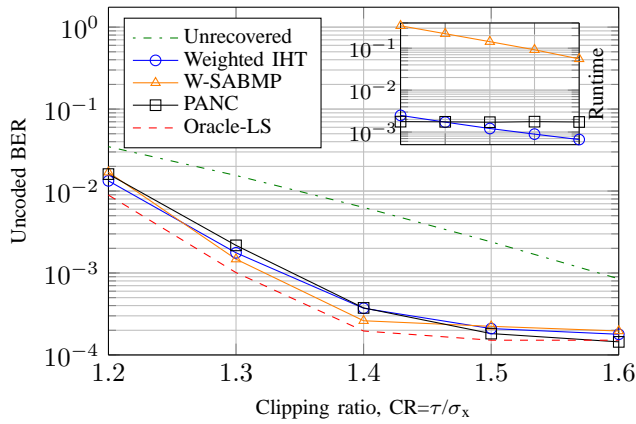 10^0
10^−1
10^−2
10^−3
10^−4
Uncoded BER
Unrecovered
Weighted IHT
W-SABMP
PANC
Oracle-LS
10^−1
10^−2
10^−3
Runtime
1.2 1.3 1.4 1.5 1.6
Clipping ratio, CR=τ/σ_x